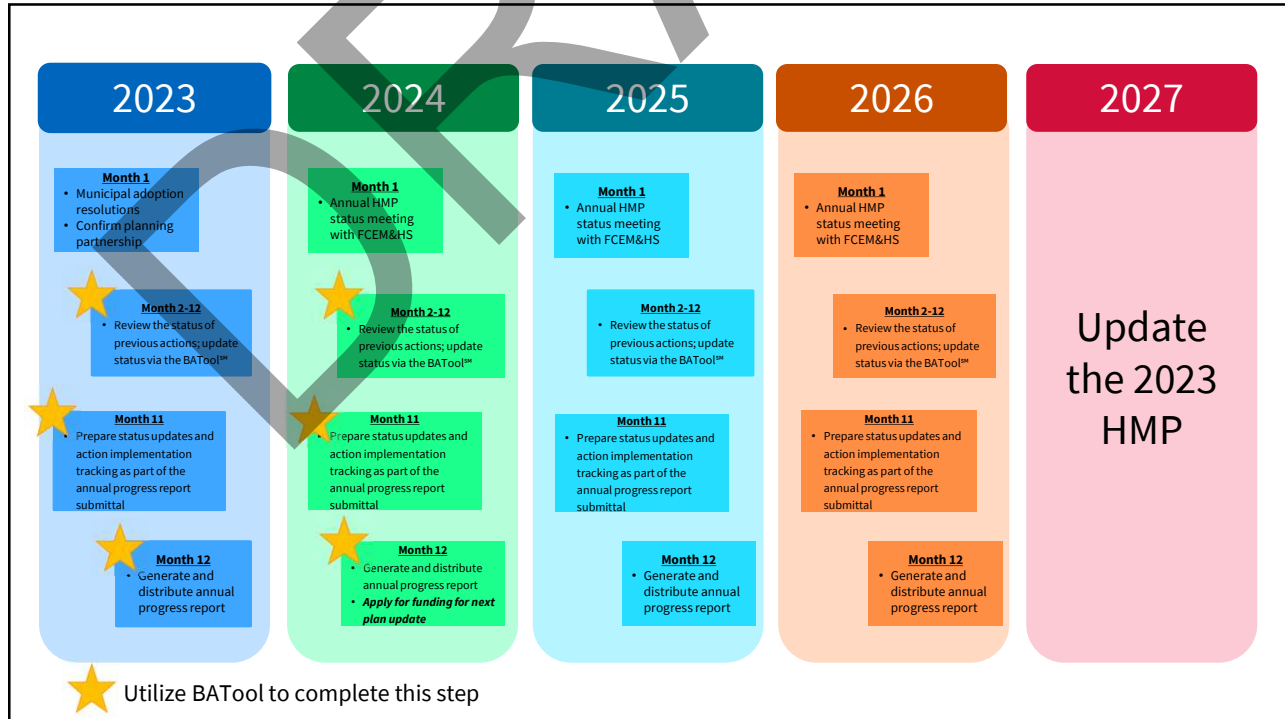 2023
Month 1
• Municipal adoption
resolutions
• Confirm planning
partnership
Month 2-12
• Review the status of
previous actions; update
status via the BATool℠
Month 11
• Prepare status updates and
action implementation
tracking as part of the
annual progress report
submittal
Month 12
• Generate and
distribute annual
progress report
2024
Month 1
• Annual HMP
status meeting
with FCEM&HS
Month 2-12
• Review the status of
previous actions; update
status via the BATool℠
Month 11
• Prepare status updates and
action implementation
tracking as part of the
annual progress report
submittal
Month 12
• Generate and distribute
annual progress report
• Apply for funding for next
plan update
2025
Month 1
• Annual HMP
status meeting
with FCEM&HS
Month 2-12
• Review the status of
previous actions; update
status via the BATool℠
Month 11
• Prepare status updates and
action implementation
tracking as part of the
annual progress report
submittal
Month 12
• Generate and
distribute annual
progress report
2026
Month 1
• Annual HMP
status meeting
with FCEM&HS
Month 2-12
• Review the status of
previous actions; update
status via the BATool℠
Month 11
• Prepare status updates and
action implementation
tracking as part of the
annual progress report
submittal
Month 12
• Generate and
distribute annual
progress report
2027
Update
the 2023
HMP
Utilize BATool to complete this step